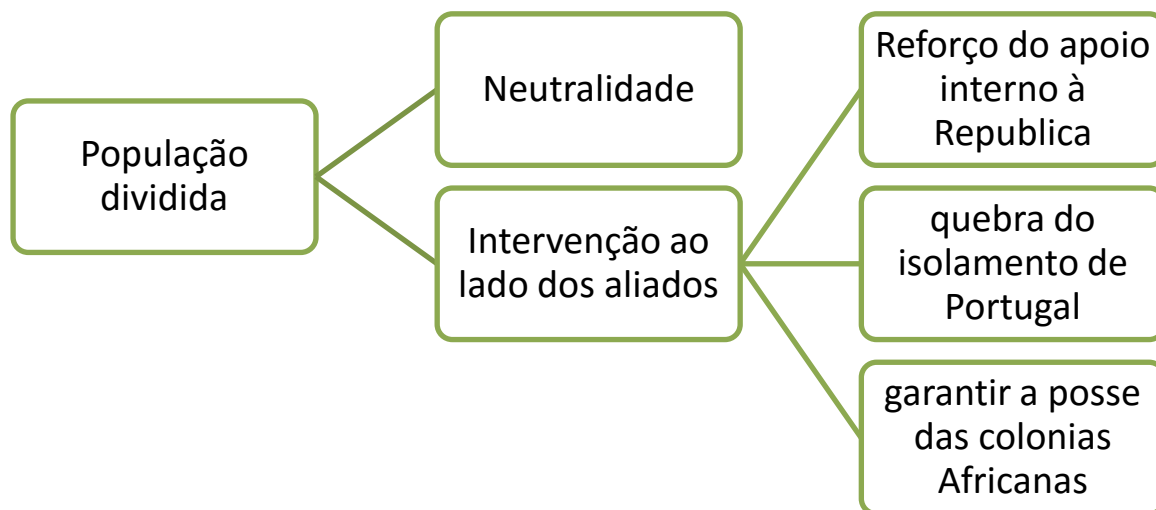 População
dividida
Neutralidade
Intervenção ao
lado dos aliados
Reforço do apoio
interno à
Republica
quebra do
isolamento de
Portugal
garantir a posse
das colonias
Africanas